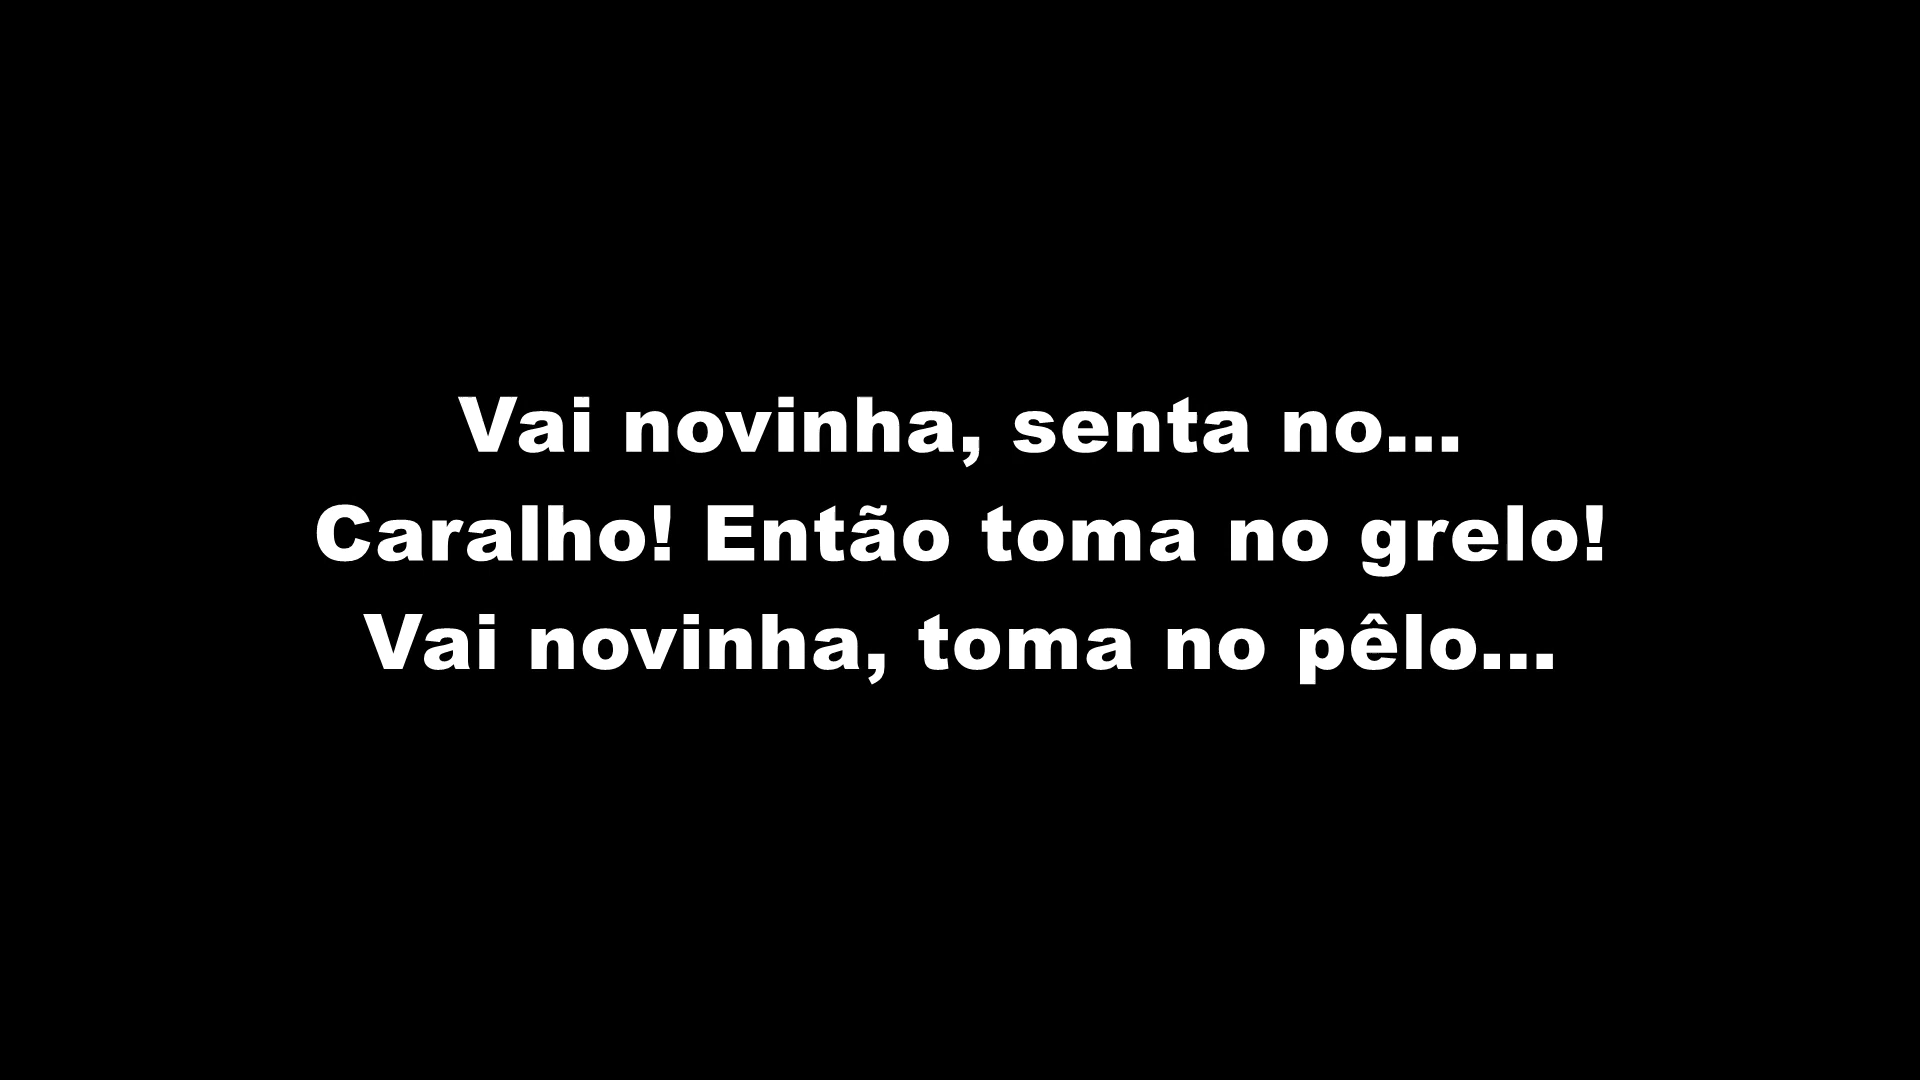 Vai novinha, senta no...
Caralho! Então toma no grelo!
Vai novinha, toma no pêlo...